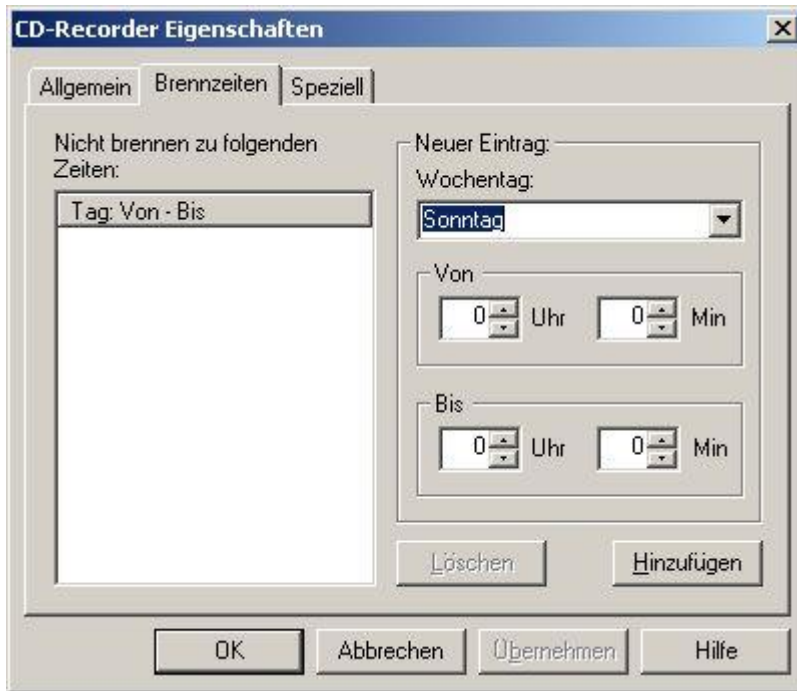 CD-Recorder Eigenschaften
Allgemein Brennzeiten Speziell
Nicht brennen zu folgenden
Zeiten:
Tag: Von - Bis
Neuer Eintrag:
Wochentag:
Sonntag
Von
0 Uhr 0 Min
Bis
0 Uhr 0 Min
Löschen Hinzufügen
OK Abbrechen Übernehmen Hilfe